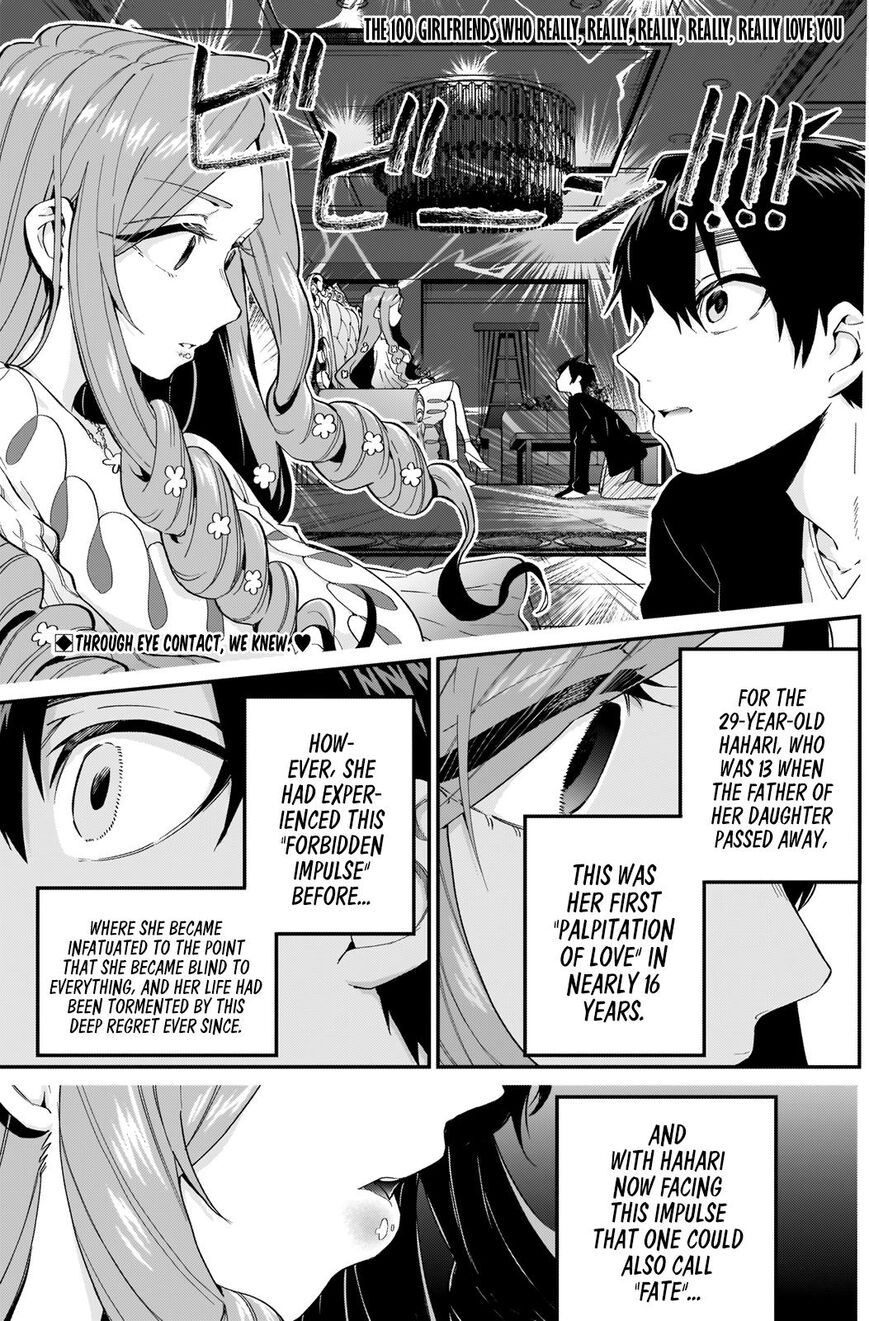 THE 100 GIRLFRIENDS WHO REALLY, REALLY, REALLY, REALLY, REALLY LOVE YOU
ビビーン!!!!
THROUGH EYE CONTACT, WE KNEW.♥
FOR THE
29-YEAR-OLD
HAHARI, WHO
WAS 13 WHEN
THE FATHER OF
HER DAUGHTER
PASSED AWAY,
THIS WAS
HER FIRST
"PALPITATION
OF LOVE" IN
NEARLY 16
YEARS.
HOW-
EVER, SHE
HAD EXPER-
IENCED THIS
"FORBIDDEN
IMPULSE"
BEFORE...
WHERE SHE BECAME
INFATUATED TO THE POINT
THAT SHE BECAME BLIND TO
EVERYTHING, AND HER LIFE HAD
BEEN TORMENTED BY THIS
DEEP REGRET EVER SINCE.
AND
WITH HAHARI
NOW FACING
THIS IMPULSE
THAT ONE COULD
ALSO CALL
"FATE"...